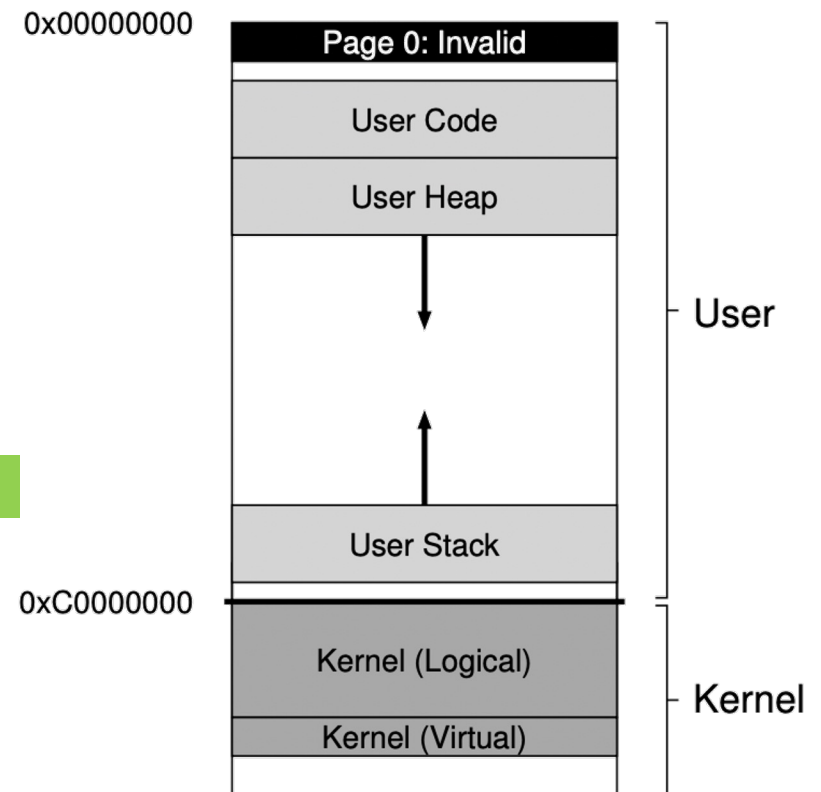 0x00000000
Page 0: Invalid
User Code
User Heap
User
User Stack
0xC0000000
Kernel (Logical)
Kernel
Kernel (Virtual)